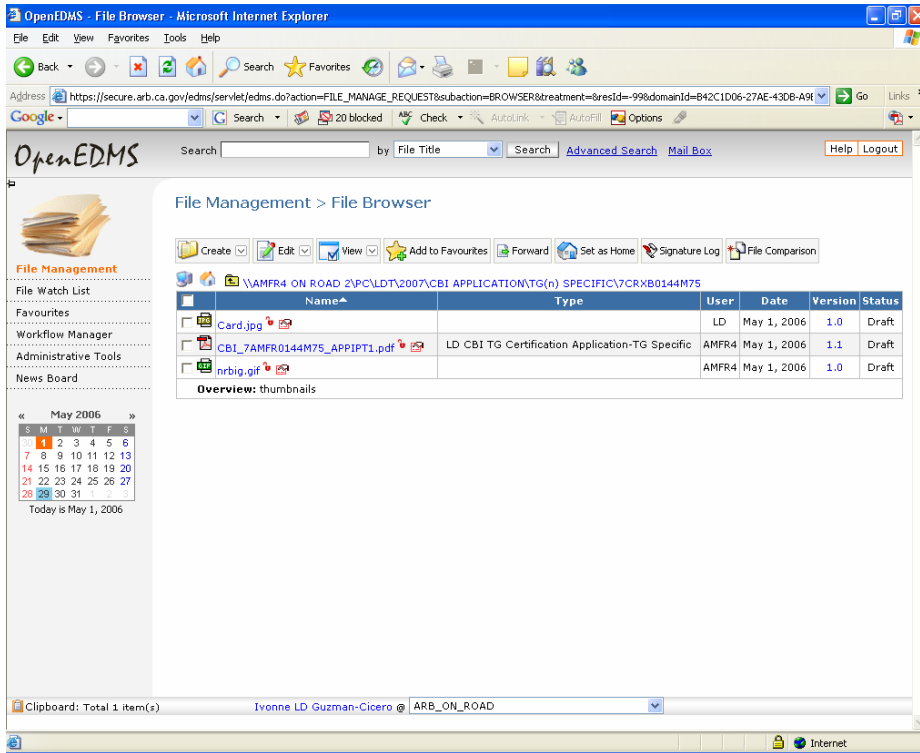 OpenEDMS - File Browser - Microsoft Internet Explorer
File Edit View Favorites Tools Help
Back Search Favorites
Address https://secure.arb.ca.gov/edms/servlet/edms.do?action=FILE_MANAGE_REQUEST&subaction=BROWSER&treatment=&resId=-99&domainId=B42C1D06-27AE-43DB-A9E Go Links
Google Search 20 blocked ABC Check AutoLink AutoFill Options
OpenEDMS
Search by File Title Search Advanced Search Mail Box Help Logout
File Management > File Browser
Create Edit View Add to Favourites Forward Set as Home Signature Log File Comparison
File Management
File Watch List
Favourites
Workflow Manager
Administrative Tools
News Board
\\AMFR4 ON ROAD 2\PC\LDT\2007\CBI APPLICATION\TG(n) SPECIFIC\7CRXB0144M75
Name Type User Date Version Status
JPG Card.jpg LD May 1, 2006 1.0 Draft
CBI_7AMFR0144M75_APPIPT1.pdf LD CBI TG Certification Application-TG Specific AMFR4 May 1, 2006 1.1 Draft
GIF nrbig.gif AMFR4 May 1, 2006 1.0 Draft
Overview: thumbnails
« May 2006 »
S M T W T F S
30 1 2 3 4 5 6
7 8 9 10 11 12 13
14 15 16 17 18 19 20
21 22 23 24 25 26 27
28 29 30 31 1 2 3
Today is May 1, 2006
Clipboard: Total 1 item(s) Ivonne LD Guzman-Cicero @ ARB_ON_ROAD
Internet